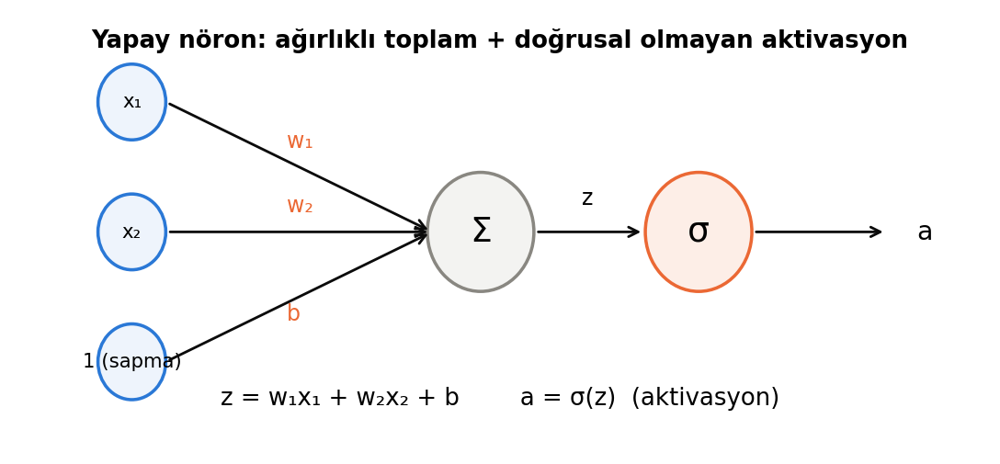 Yapay nöron: ağırlıklı toplam + doğrusal olmayan aktivasyon
x₁
w₁
w₂
x₂
Σ
z
σ
a
b
1 (sapma)
z = w₁x₁ + w₂x₂ + b
a = σ(z) (aktivasyon)